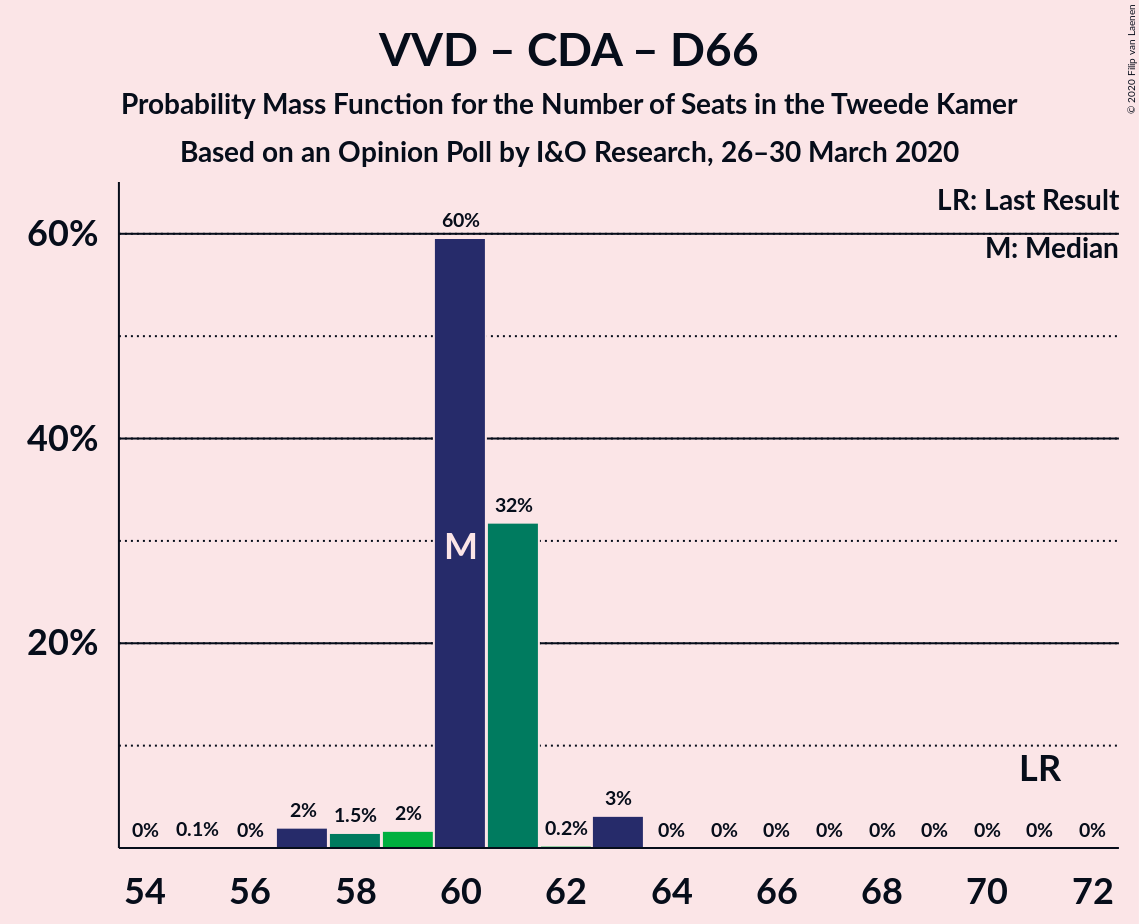 VVD – CDA – D66
Probability Mass Function for the Number of Seats in the Tweede Kamer
Based on an Opinion Poll by I&O Research, 26–30 March 2020
© 2020 Filip van Laenen
LR: Last Result
M: Median
60%
40%
20%
0%
0.1%
0%
2%
1.5%
2%
60%
M
32%
0.2%
3%
0%
0%
0%
0%
0%
0%
0%
0%
0%
LR
54 56 58 60 62 64 66 68 70 72